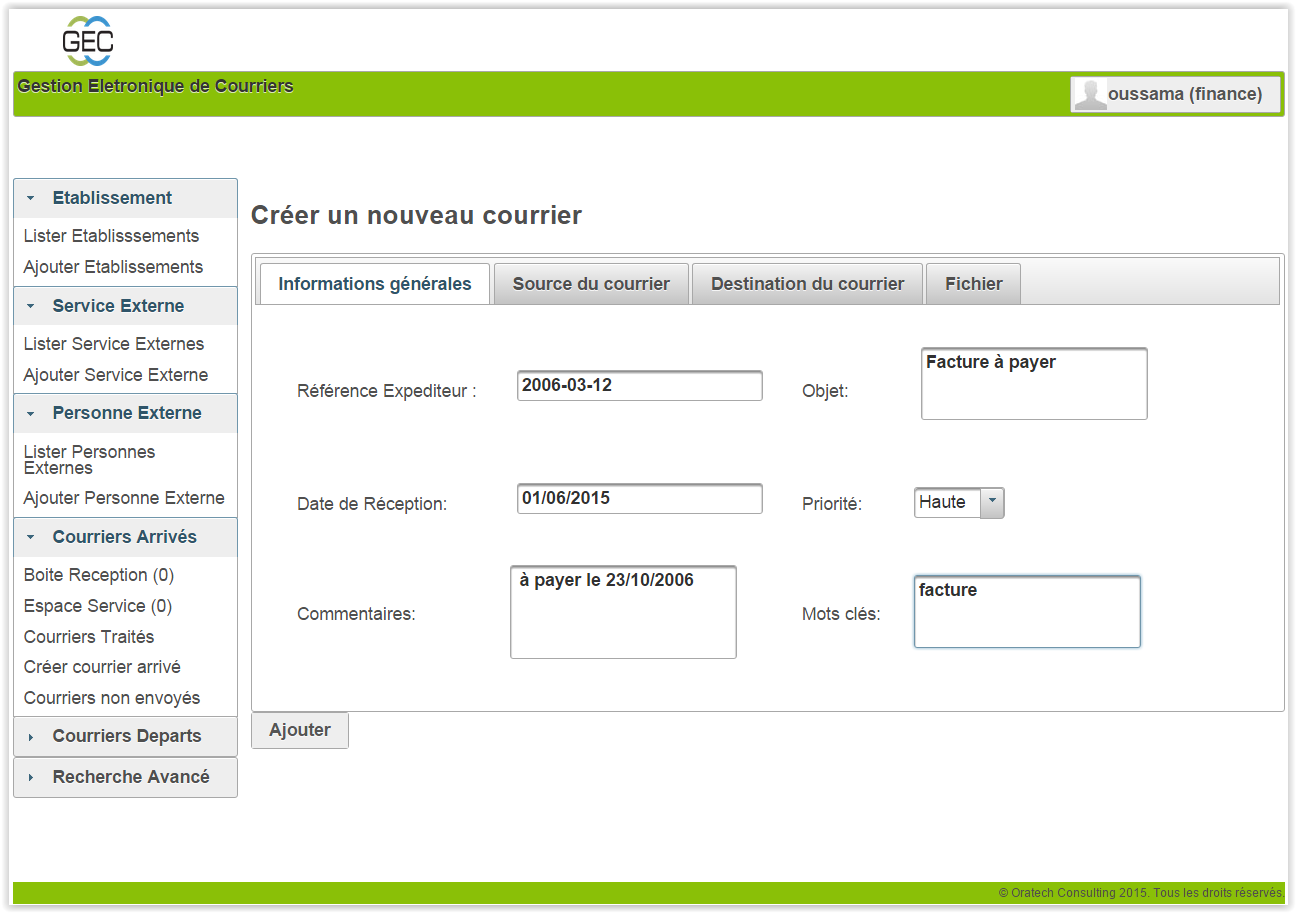 GEC
Gestion Eletronique de Courriers
oussama (finance)
Etablissement
Lister Etablisssements
Ajouter Etablissements
Service Externe
Lister Service Externes
Ajouter Service Externe
Personne Externe
Lister Personnes
Externes
Ajouter Personne Externe
Courriers Arrivés
Boite Reception (0)
Espace Service (0)
Courriers Traités
Créer courrier arrivé
Courriers non envoyés
Courriers Departs
Recherche Avancé
Créer un nouveau courrier
Informations générales
Source du courrier
Destination du courrier
Fichier
Référence Expediteur :
2006-03-12
Objet:
Facture à payer
Date de Réception:
01/06/2015
Priorité:
Haute
Commentaires:
à payer le 23/10/2006
Mots clés:
facture
Ajouter
© Oratech Consulting 2015. Tous les droits réservés.